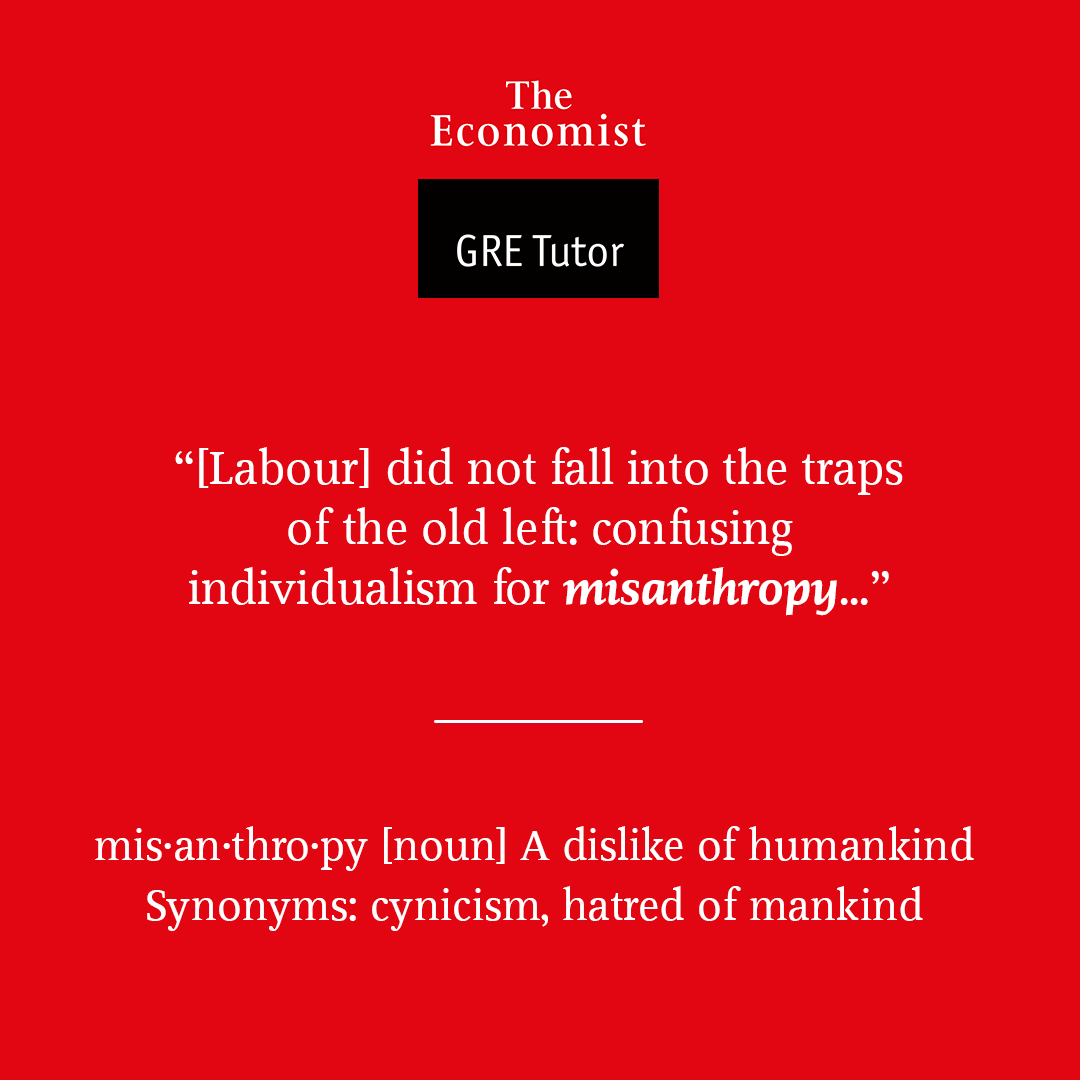 The
Economist
GRE Tutor
“[Labour] did not fall into the traps
of the old left: confusing
individualism for misanthropy...”
mis·an·thro·py [noun] A dislike of humankind
Synonyms: cynicism, hatred of mankind